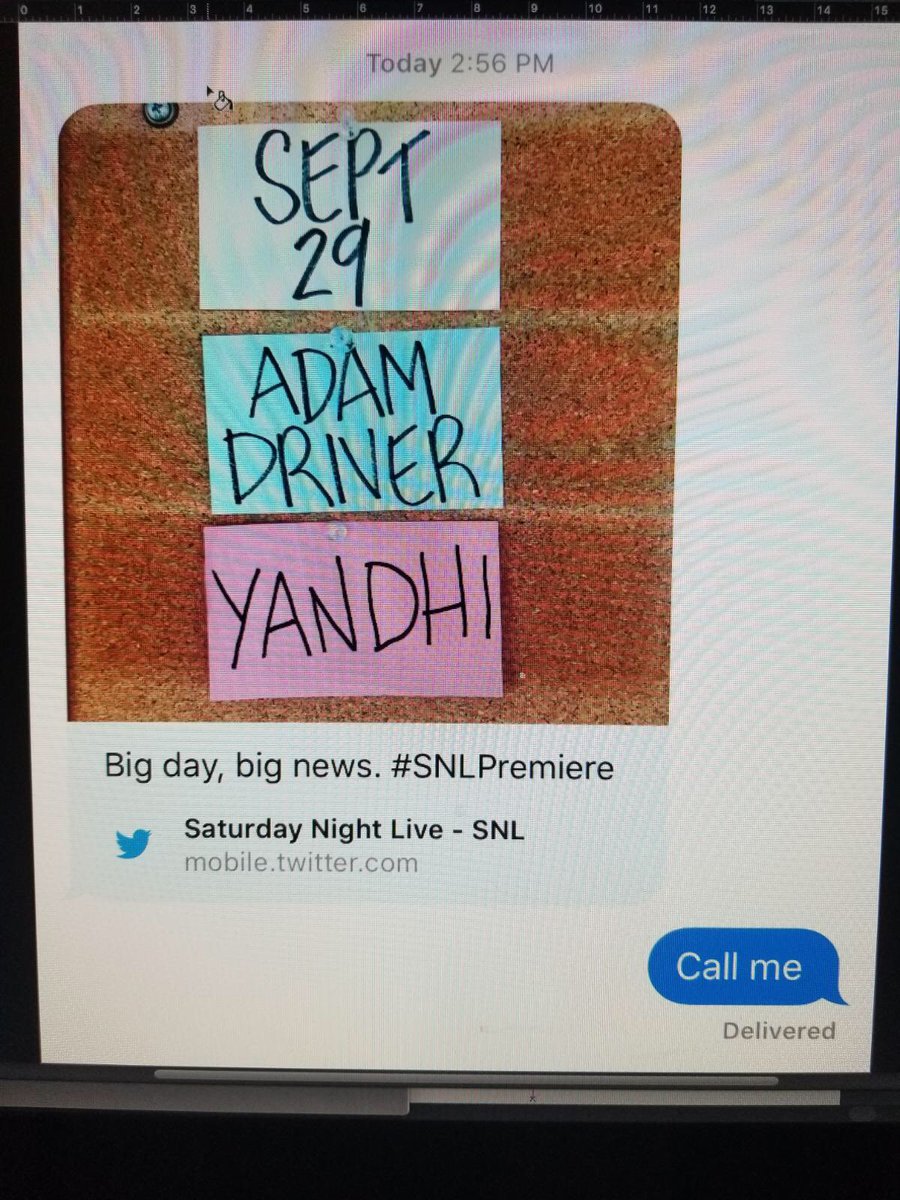 0 1 2 3 4 5 6 7 8 9 10 11 12 13 14 15
Today 2:56 PM
SEPT
29
ADAM
DRIVER
YANDHI
Big day, big news. #SNLPremiere
Saturday Night Live - SNL
mobile.twitter.com
Call me
Delivered